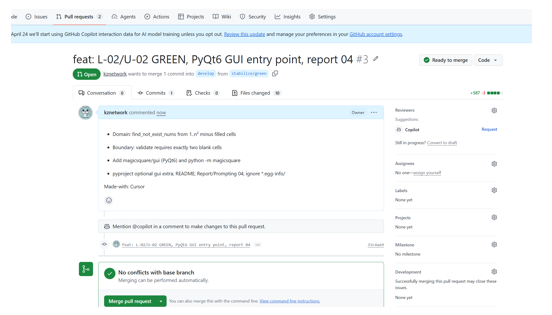 de Issues Pull requests 2 Agents Actions Projects Wiki Security Insights Settings
April 24 we'll start using GitHub Copilot interaction data for AI model training unless you opt out. Review this update and manage your preferences in your GitHub account settings.
feat: L-02/U-02 GREEN, PyQt6 GUI entry point, report 04 #3
Ready to merge
Code
Open
kznetwork wants to merge 1 commit into develop from stabilize/green
Conversation 0
Commits 1
Checks 0
Files changed 10
+587 -3
kznetwork commented now
Owner
Domain: find_not_exist_nums from 1..n² minus filled cells
Boundary: validate requires exactly two blank cells
Add magicsquare/gui (PyQt6) and python -m magicsquare
pyproject optional gui extra, README, Report/Prompting 04; ignore *.egg-info/
Made-with: Cursor
Mention @copilot in a comment to make changes to this pull request.
feat: L-02/U-02 GREEN, PyQt6 GUI entry point, report 04
No conflicts with base branch
Merging can be performed automatically.
Merge pull request
You can also merge this with the command line. View command line instructions.
Reviewers
Suggestions
Copilot
Request
Still in progress? Convert to draft
Assignees
No one—assign yourself
Labels
None yet
Projects
None yet
Milestone
No milestone
Development
Successfully merging this pull request may close these
issues.
None yet